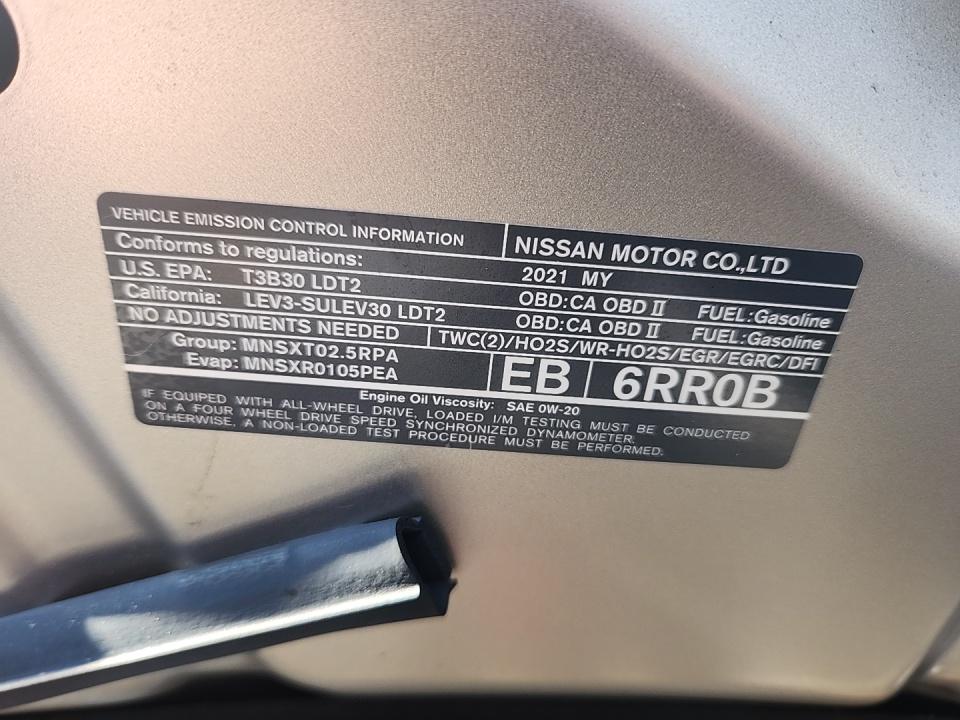 VEHICLE EMISSION CONTROL INFORMATION
NISSAN MOTOR CO.,LTD
Conforms to regulations:
2021 MY
U.S. EPA: T3B30 LDT2
OBD:CA OBD II FUEL:Gasoline
California: LEV3-SULEV30 LDT2
OBD:CA OBD II FUEL:Gasoline
NO ADJUSTMENTS NEEDED
TWC(2)/HO2S/WR-HO2S/EGR/EGRC/DFI
Group: MNSXT02.5RPA
Evap: MNSXR0105PEA
EB
6RR0B
Engine Oil Viscosity: SAE 0W-20
IF EQUIPED WITH ALL-WHEEL DRIVE, LOADED I/M TESTING MUST BE CONDUCTED
ON A FOUR WHEEL DRIVE SPEED SYNCHRONIZED DYNAMOMETER.
OTHERWISE, A NON-LOADED TEST PROCEDURE MUST BE PERFORMED.